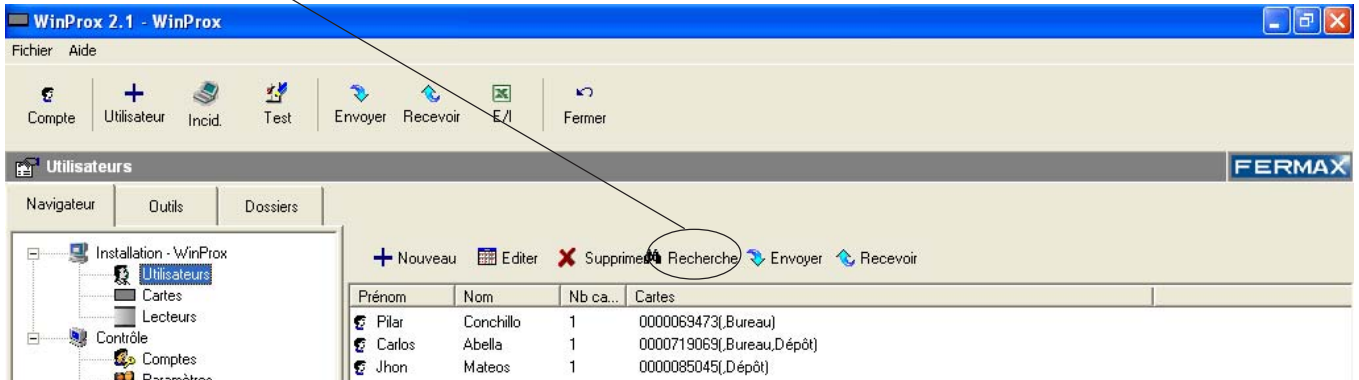 WinProx 2.1 - WinProx
Fichier Aide
Compte Utilisateur Incid. Test Envoyer Recevoir E/I Fermer
Utilisateurs FERMAX
Navigateur Outils Dossiers
Installation - WinProx
Utilisateurs
Cartes
Lecteurs
Contrôle
Comptes
Paramètres
Nouveau Editer Supprimer Recherche Envoyer Recevoir
Prénom Nom Nb ca... Cartes
Pilar Conchillo 1 0000069473(,Bureau)
Carlos Abella 1 0000719069(,Bureau,Dépôt)
Jhon Mateos 1 0000085045(,Dépôt)